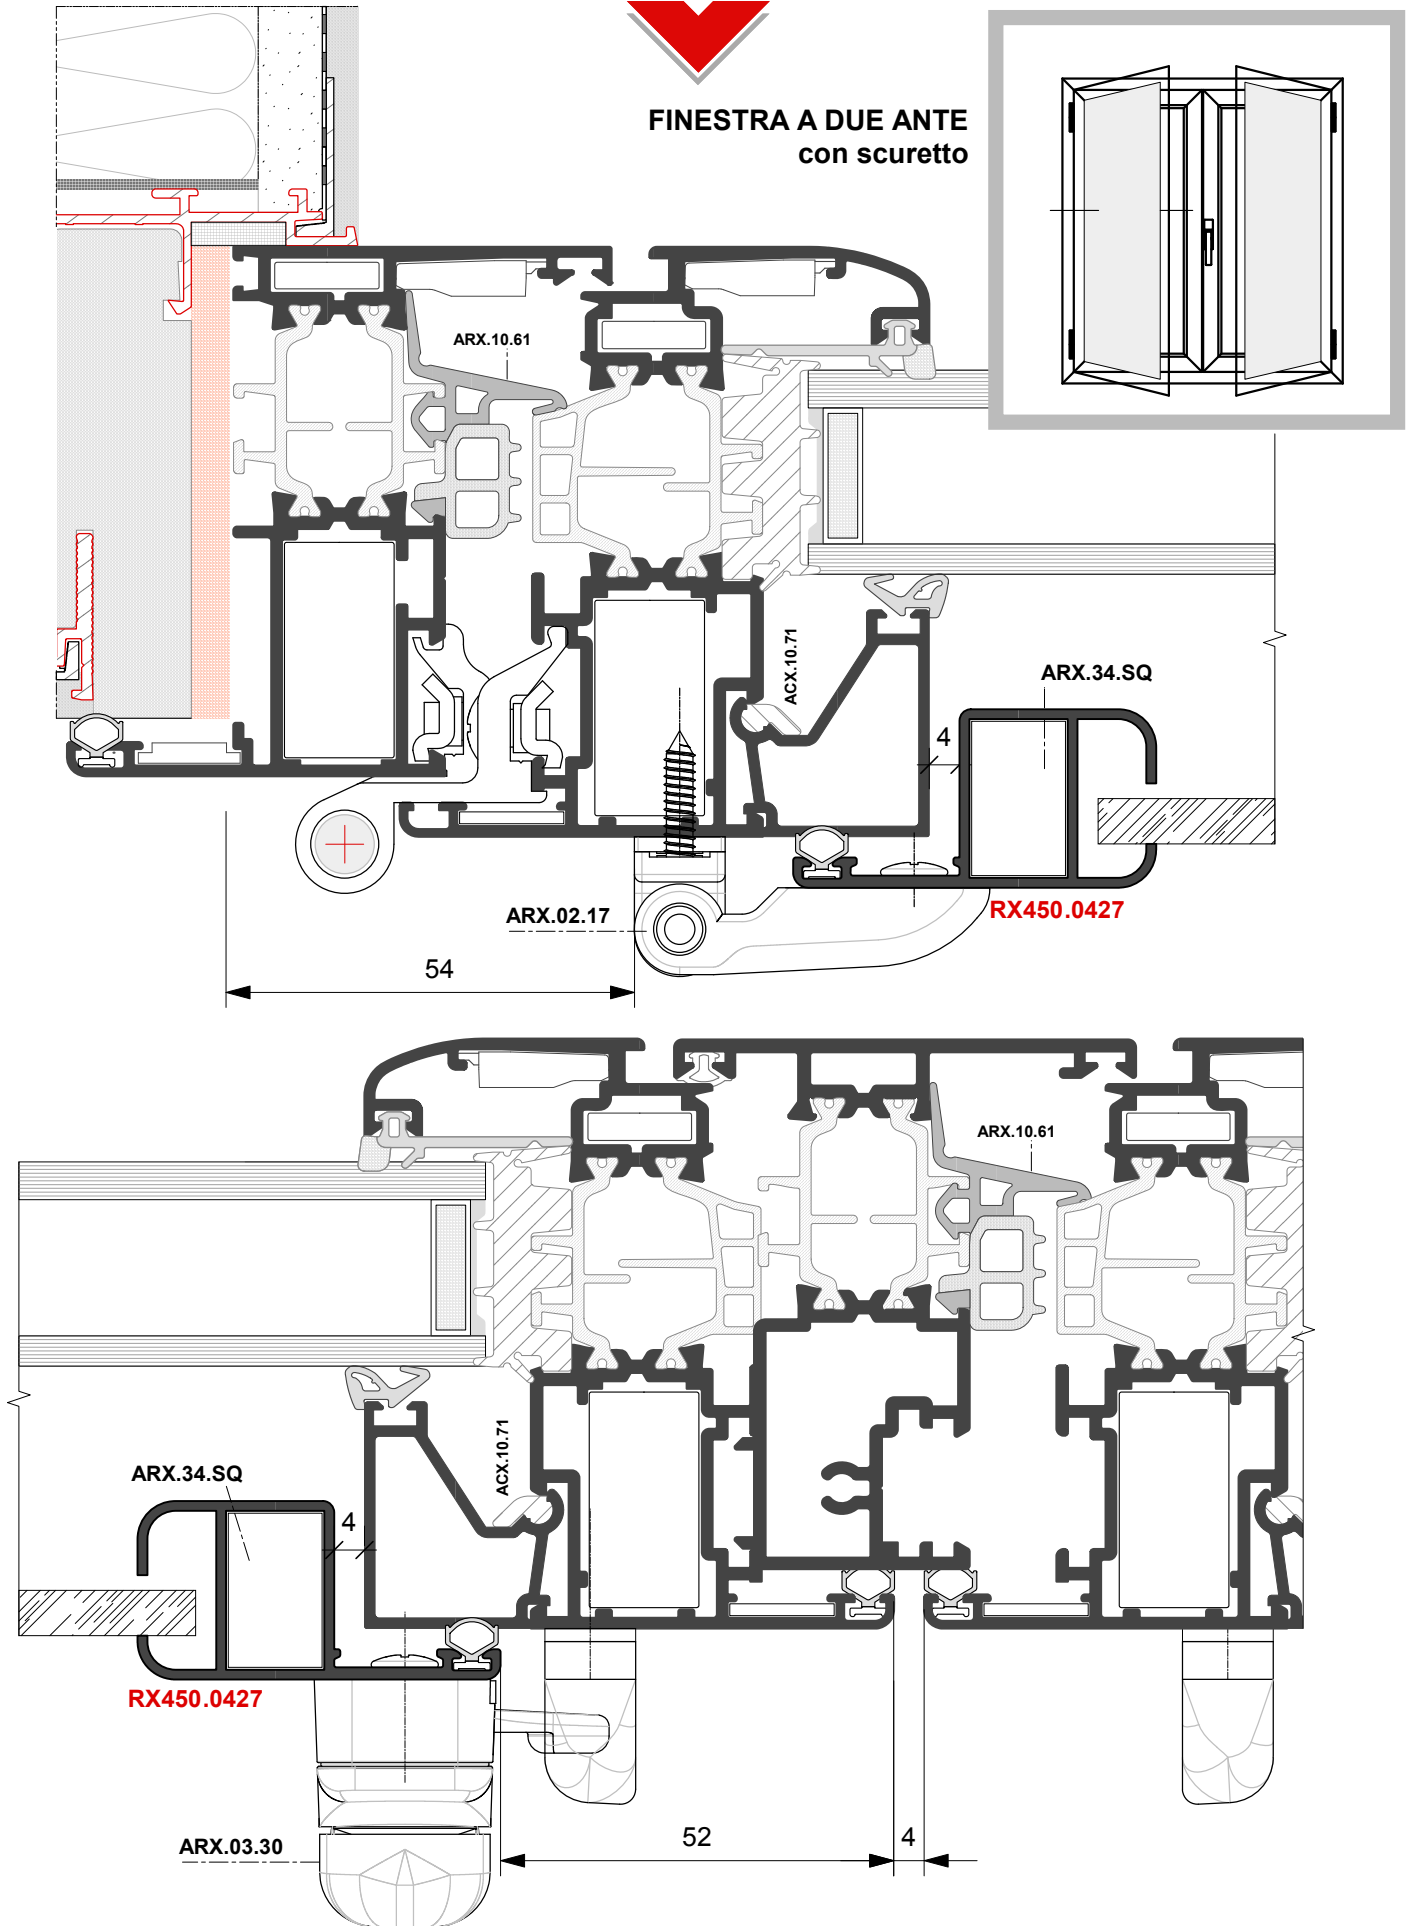 FINESTRA A DUE ANTE
con scuretto
ARX.10.61
ACX.10.71
ARX.34.SQ
4
ARX.02.17
RX450.0427
54
ARX.10.61
ACX.10.71
ARX.34.SQ
4
RX450.0427
52
4
ARX.03.30